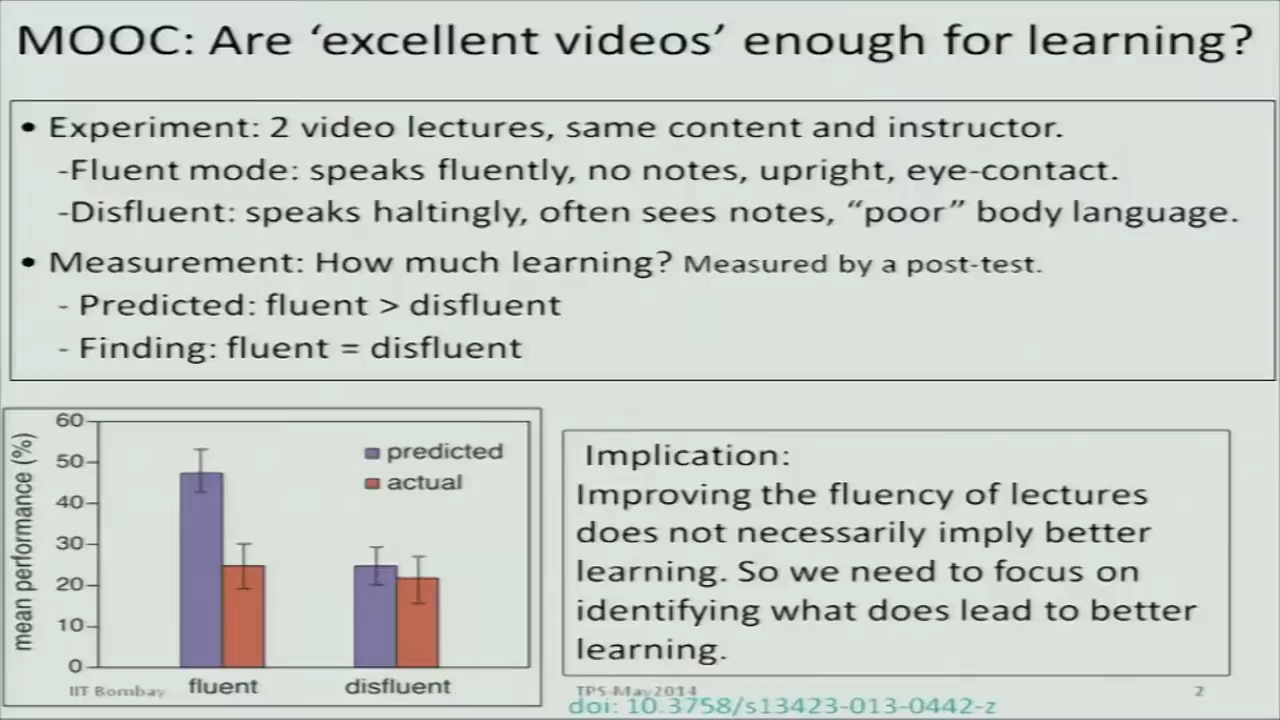 MOOC: Are ‘excellent videos’ enough for learning?
• Experiment: 2 video lectures, same content and instructor.
-Fluent mode: speaks fluently, no notes, upright, eye-contact.
-Disfluent: speaks haltingly, often sees notes, “poor” body language.
• Measurement: How much learning? Measured by a post-test.
- Predicted: fluent > disfluent
- Finding: fluent = disfluent
mean performance (%)
60
50
40
30
20
10
0
predicted
actual
fluent
disfluent
Implication:
Improving the fluency of lectures
does not necessarily imply better
learning. So we need to focus on
identifying what does lead to better
learning.
IIT Bombay
TPS-May2014
2
doi: 10.3758/s13423-013-0442-z